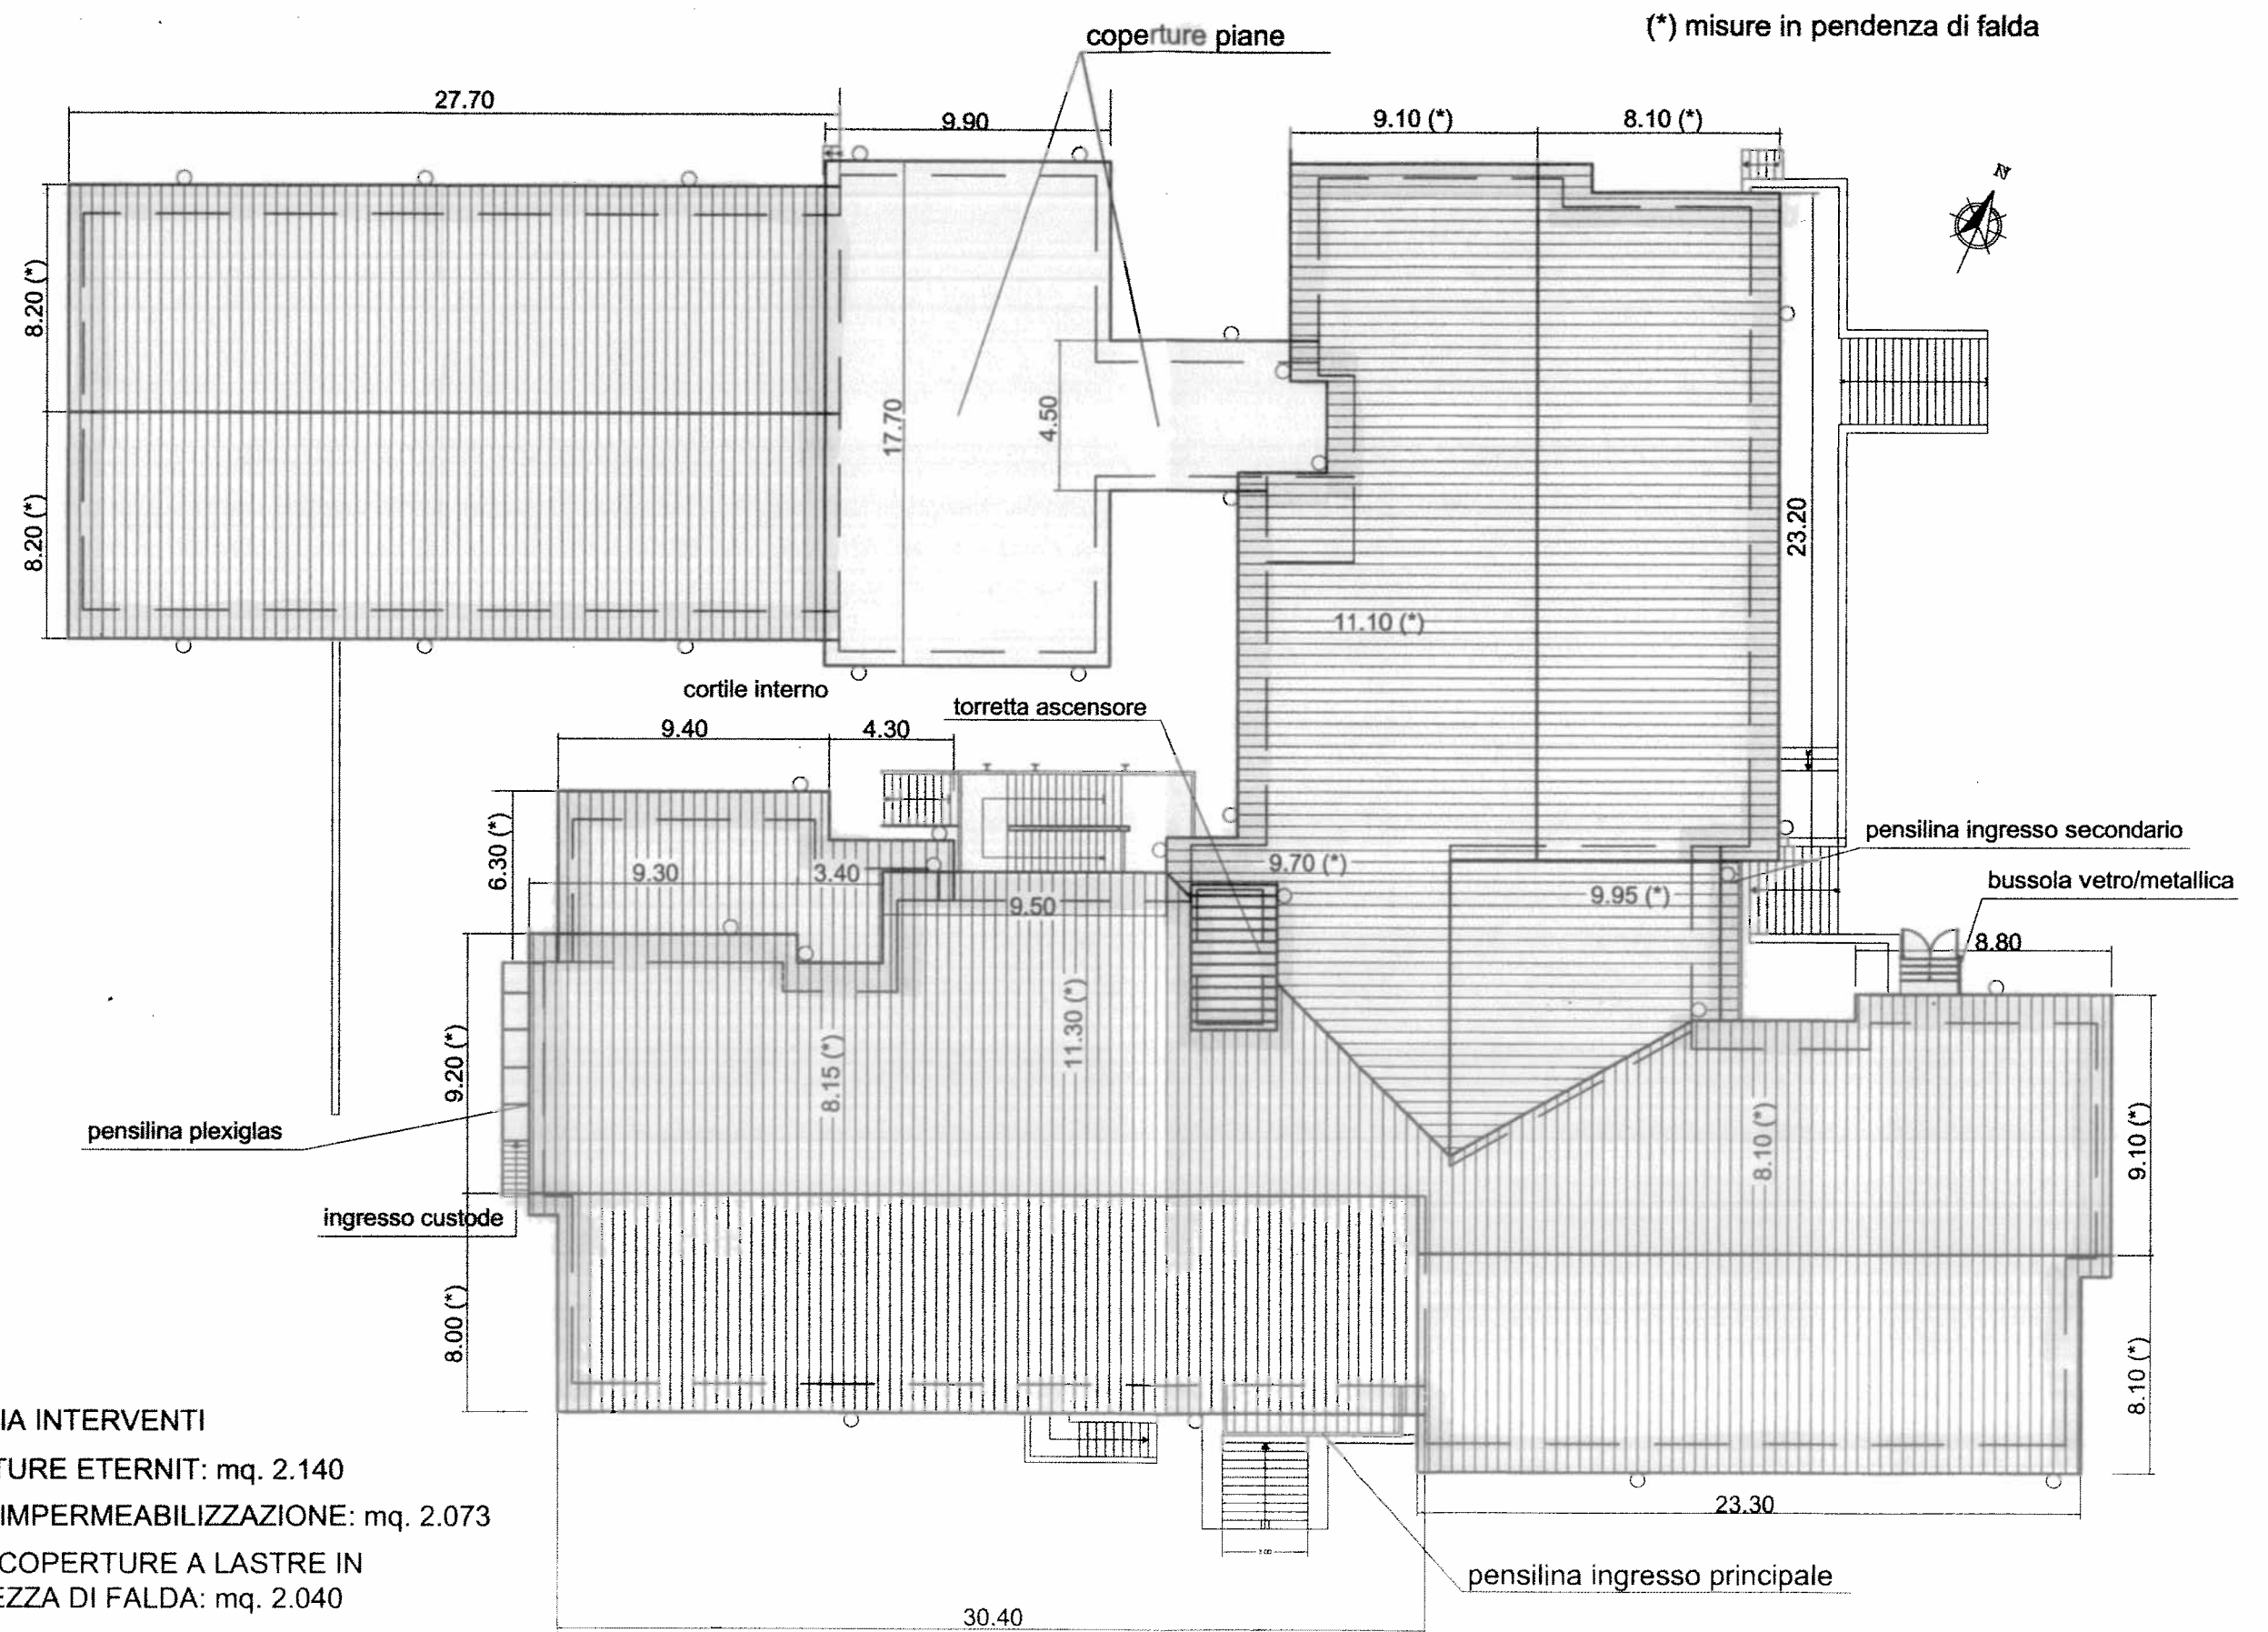 (*) misure in pendenza di falda
coperture piane
27.70
9.90
9.10 (*)
8.10 (*)
N
8.20 (*)
8.20 (*)
17.70
4.50
23.20
11.10 (*)
cortile interno
torretta ascensore
9.40
4.30
6.30 (*)
9.30
3.40
9.50
9.70 (*)
9.95 (*)
pensilina ingresso secondario
bussola vetro/metallica
8.80
9.20 (*)
8.15 (*)
11.30 (*)
8.10 (*)
9.10 (*)
pensilina plexiglas
ingresso custode
8.00 (*)
8.10 (*)
23.30
pensilina ingresso principale
30.40
IA INTERVENTI
TURE ETERNIT: mq. 2.140
IMPERMEABILIZZAZIONE: mq. 2.073
COPERTURE A LASTRE IN
EZZA DI FALDA: mq. 2.040